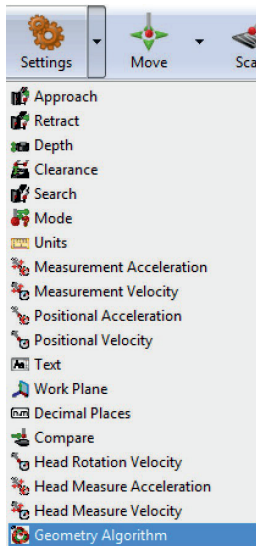 Settings
Move
Sca
Approach
Retract
Depth
Clearance
Search
Mode
Units
Measurement Acceleration
Measurement Velocity
Positional Acceleration
Positional Velocity
Text
Work Plane
Decimal Places
Compare
Head Rotation Velocity
Head Measure Acceleration
Head Measure Velocity
Geometry Algorithm